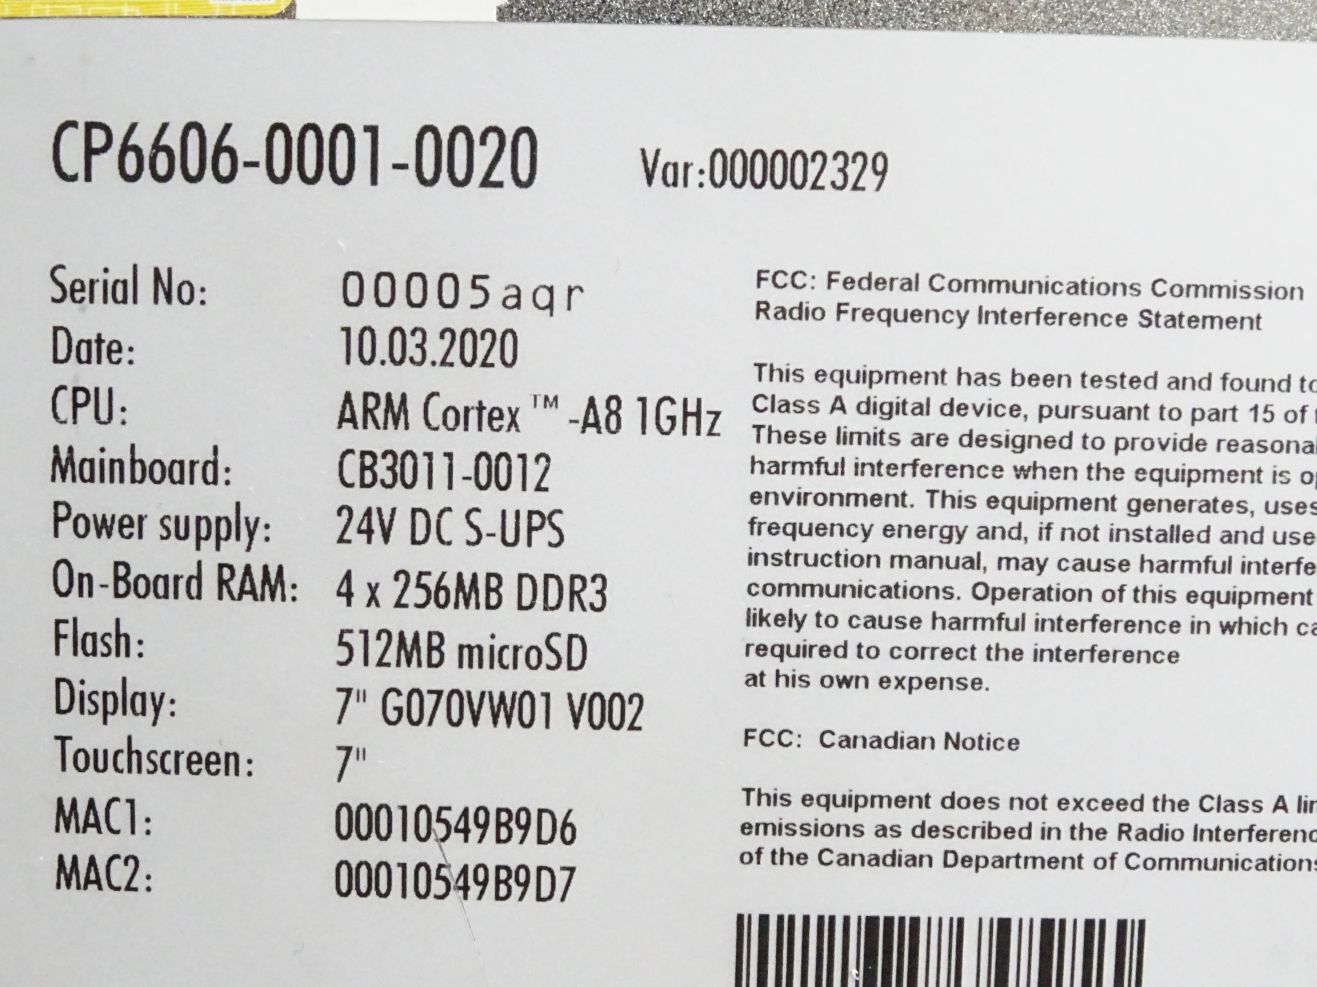 CP6606-0001-0020 Var:000002329
Serial No: 00005aqr
Date: 10.03.2020
CPU: ARM Cortex™-A8 1GHz
Mainboard: CB3011-0012
Power supply: 24V DC S-UPS
On-Board RAM: 4 x 256MB DDR3
Flash: 512MB microSD
Display: 7" G070VW01 V002
Touchscreen: 7"
MAC1: 00010549B9D6
MAC2: 00010549B9D7
FCC: Federal Communications Commission
Radio Frequency Interference Statement
This equipment has been tested and found to
Class A digital device, pursuant to part 15 of
These limits are designed to provide
harmful interference when the equipment is
environment. This equipment generates, uses
frequency energy and, if not installed and
instruction manual, may cause harmful
communications. Operation of this equipment
likely to cause harmful interference in which
required to correct the interference
at his own expense.
FCC: Canadian Notice
This equipment does not exceed the Class A
emissions as described in the Radio
of the Canadian Department of Communications